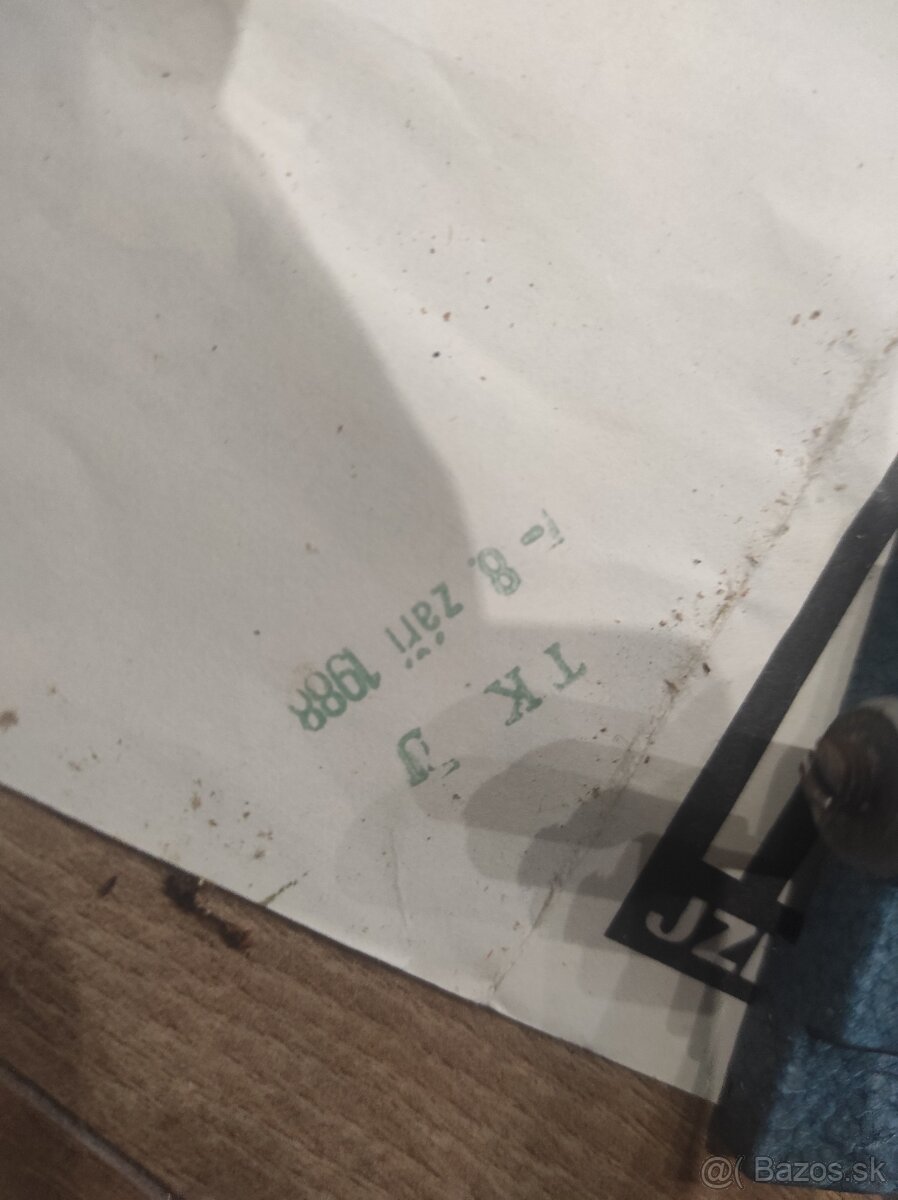 - 8. září 1988
TK
JZ
@( Bazos.sk